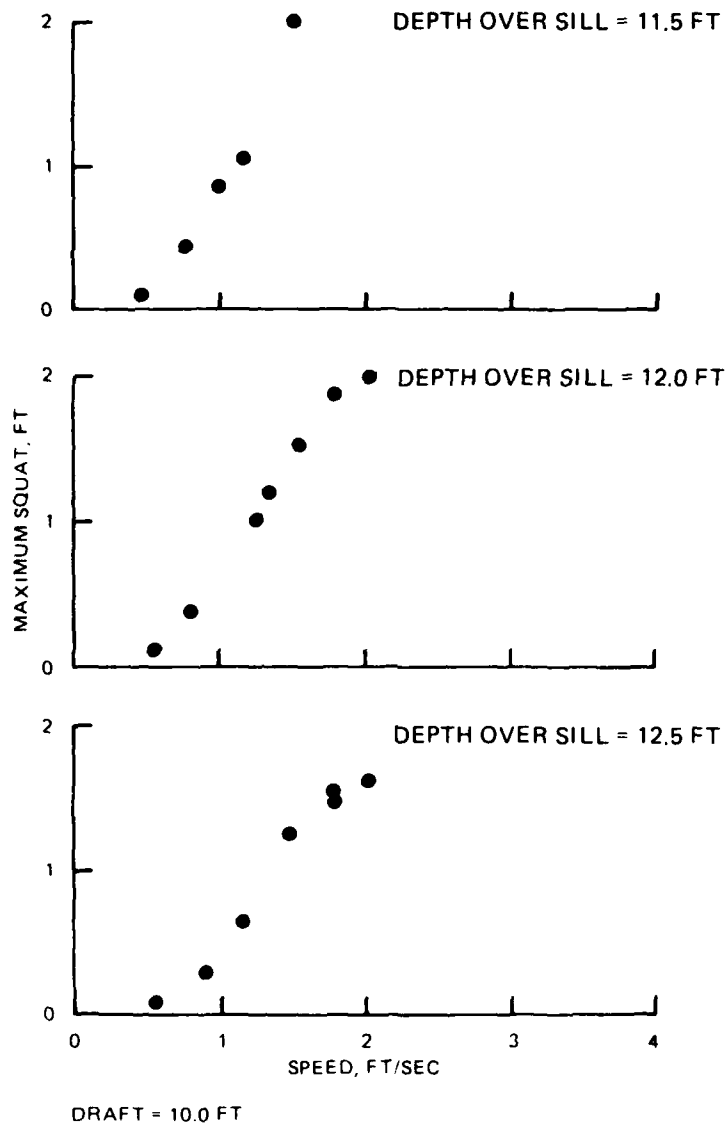 2
DEPTH OVER SILL = 11.5 FT
1
0
2
DEPTH OVER SILL = 12.0 FT
MAXIMUM SQUAT, FT
1
0
2
DEPTH OVER SILL = 12.5 FT
1
0
0 1 2 3 4
SPEED, FT/SEC
DRAFT = 10.0 FT